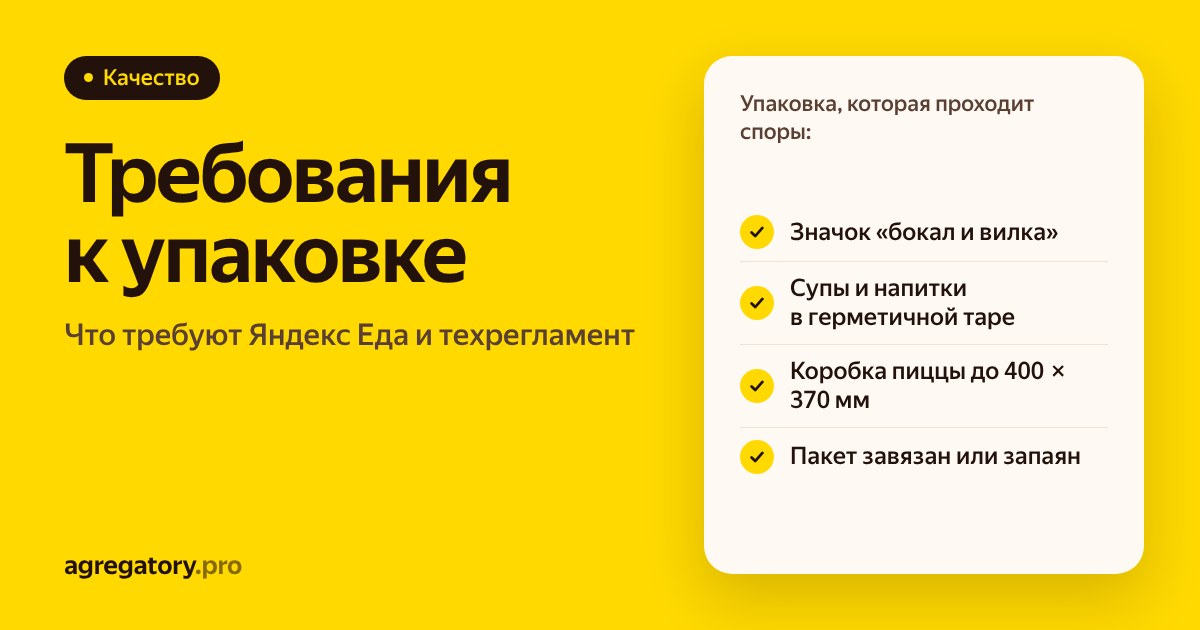 Качество
Требования
к упаковке
Что требуют Яндекс Еда и техрегламент
agregatory.pro
Упаковка, которая проходит
споры:
Значок «бокал и вилка»
Супы и напитки
в герметичной таре
Коробка пиццы до 400 ×
370 мм
Пакет завязан или запаян